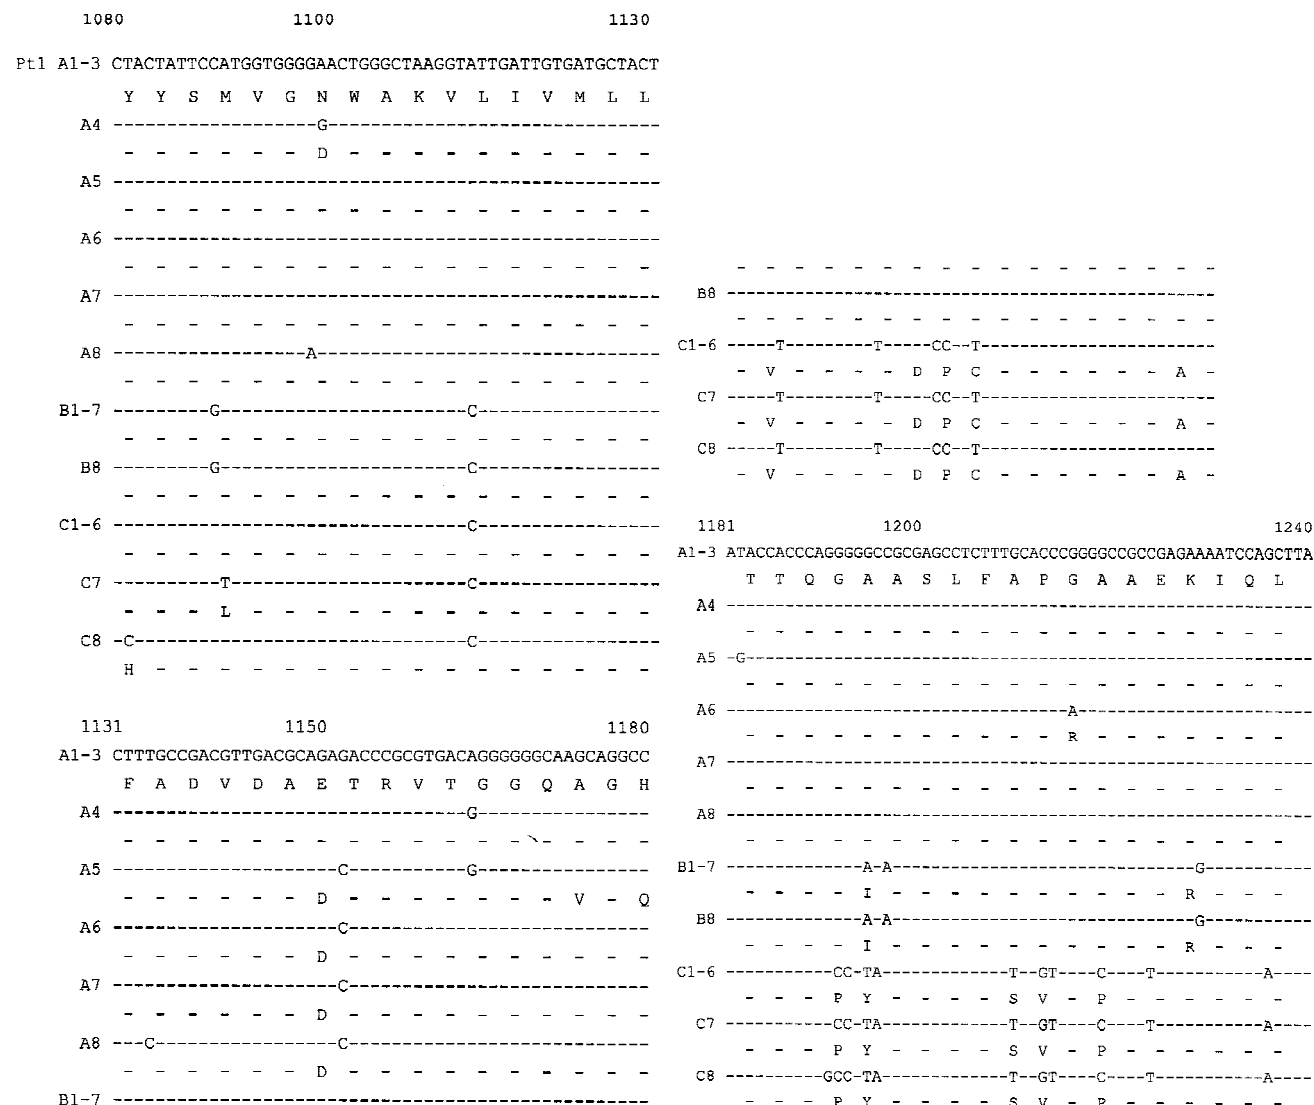 1080 1100 1130
Pt1 A1-3 CTACTATTCCATGGTGGGGAACTGGGCTAAGGTATTGATTGTGATGCTACT
Y Y S M V G N W A K V L I V M L L
A4 -------------------G-------------------------------
- - - - - - D - - - - - - - - - -
A5 ---------------------------------------------------
- - - - - - - - - - - - - - - - -
A6 ---------------------------------------------------
- - - - - - - - - - - - - - - - -
A7 ---------------------------------------------------
- - - - - - - - - - - - - - - - -
A8 ------------------A--------------------------------
- - - - - - - - - - - - - - - - -
B1-7 ---------G-----------------------C-----------------
- - - - - - - - - - - - - - - - -
B8 ---------G-----------------------C-----------------
- - - - - - - - - - - - - - - - -
C1-6 ---------------------------------C-----------------
- - - - - - - - - - - - - - - - -
C7 ----------T----------------------C-----------------
- - - L - - - - - - - - - - - - -
C8 -C-------------------------------C-----------------
H - - - - - - - - - - - - - - - -
1131 1150 1180
A1-3 CTTTGCCGACGTTGACGCAGAGACCCGCGTGACAGGGGGGCAAGCAGGCC
F A D V D A E T R V T G G Q A G H
A4 ---------------------------------G----------------
- - - - - - - - - - - - - - - - -
A5 ---------------------C-----------G----------------
- - - - - - D - - - - - - - V - Q
A6 ---------------------C----------------------------
- - - - - - D - - - - - - - - - -
A7 ---------------------C----------------------------
- - - - - - D - - - - - - - - - -
A8 ---C-----------------C----------------------------
- - - - - - D - - - - - - - - - -
B1-7 --------------------------------------------------
- - - - - - - - - - - - - - - - -
B8 --------------------------------------------------
- - - - - - - - - - - - - - - - -
C1-6 -----T---------T-----CC--T------------------------
- V - - - - D P C - - - - - - A -
C7 -----T---------T-----CC--T------------------------
- V - - - - D P C - - - - - - A -
C8 -----T---------T-----CC--T------------------------
- V - - - - D P C - - - - - - A -
1181 1200 1240
A1-3 ATACCACCCAGGGGGCCGCGAGCCTCTTTGCACCCGGGGCCGCCGAGAAAATCCAGCTTA
T T Q G A A S L F A P G A A E K I Q L
A4 ------------------------------------------------------------
- - - - - - - - - - - - - - - - - - -
A5 -G----------------------------------------------------------
- - - - - - - - - - - - - - - - - - -
A6 -----------------------------------A------------------------
- - - - - - - - - - - R - - - - - - -
A7 ------------------------------------------------------------
- - - - - - - - - - - - - - - - - - -
A8 ------------------------------------------------------------
- - - - - - - - - - - - - - - - - - -
B1-7 --------------A-A-------------------------------G-----------
- - - - I - - - - - - - - - - R - - -
B8 --------------A-A-------------------------------G-----------
- - - - I - - - - - - - - - - R - - -
C1-6 -----------CC-TA-------------T--GT----C----T-----------A----
- - - P Y - - - - S V - P - - - - - -
C7 -----------CC-TA-------------T--GT----C----T-----------A----
- - - P Y - - - - S V - P - - - - - -
C8 ----------GCC-TA-------------T--GT----C----T-----------A----
- - - P Y - - - - S V - P - - - - - -